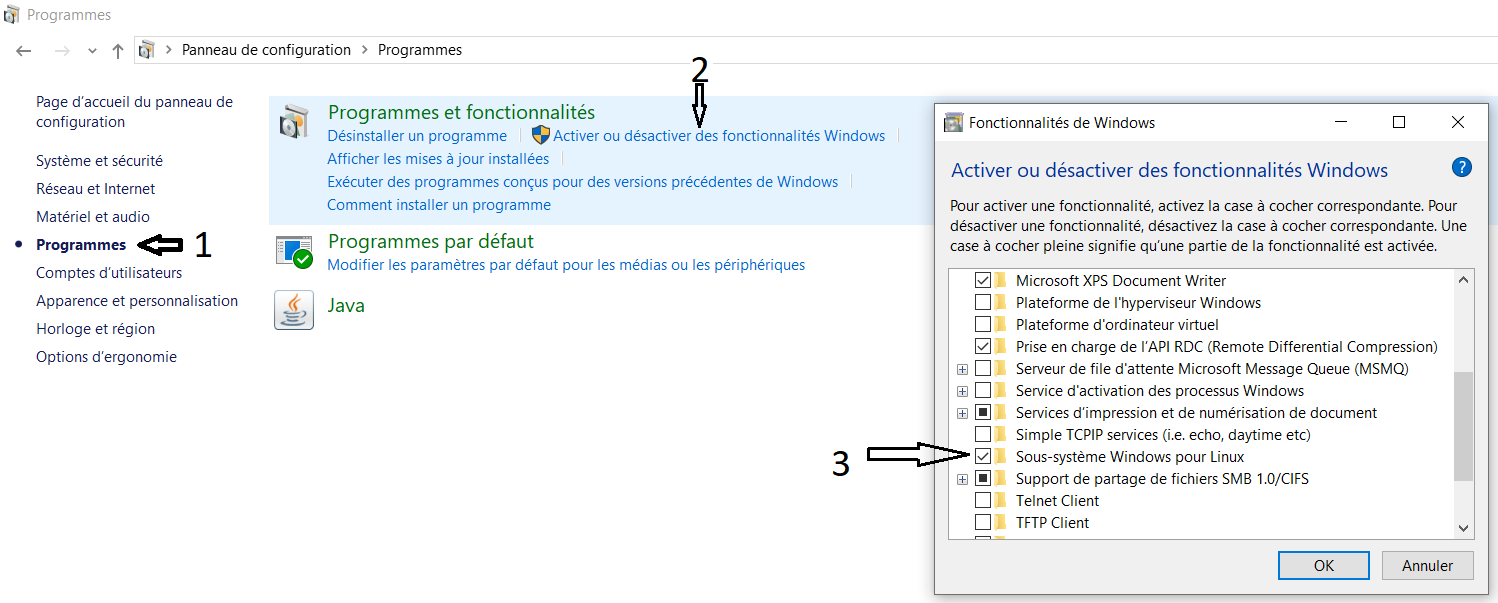 Programmes
Panneau de configuration > Programmes
2
Page d'accueil du panneau de
configuration
Système et sécurité
Réseau et Internet
Matériel et audio
Programmes
1
Comptes d'utilisateurs
Apparence et personnalisation
Horloge et région
Options d'ergonomie
Programmes et fonctionnalités
Désinstaller un programme
Activer ou désactiver des fonctionnalités Windows
Afficher les mises à jour installées
Exécuter des programmes conçus pour des versions précédentes de Windows
Comment installer un programme
Programmes par défaut
Modifier les paramètres par défaut pour les médias ou les périphériques
Java
Fonctionnalités de Windows
Activer ou désactiver des fonctionnalités Windows
?
Pour activer une fonctionnalité, activez la case à cocher correspondante. Pour
désactiver une fonctionnalité, désactivez la case à cocher correspondante. Une
case à cocher pleine signifie qu'une partie de la fonctionnalité est activée.
Microsoft XPS Document Writer
Plateforme de l'hyperviseur Windows
Plateforme d'ordinateur virtuel
Prise en charge de l'API RDC (Remote Differential Compression)
Serveur de file d'attente Microsoft Message Queue (MSMQ)
Service d'activation des processus Windows
Services d'impression et de numérisation de document
Simple TCPIP services (i.e. echo, daytime etc)
3
Sous-système Windows pour Linux
Support de partage de fichiers SMB 1.0/CIFS
Telnet Client
TFTP Client
OK
Annuler